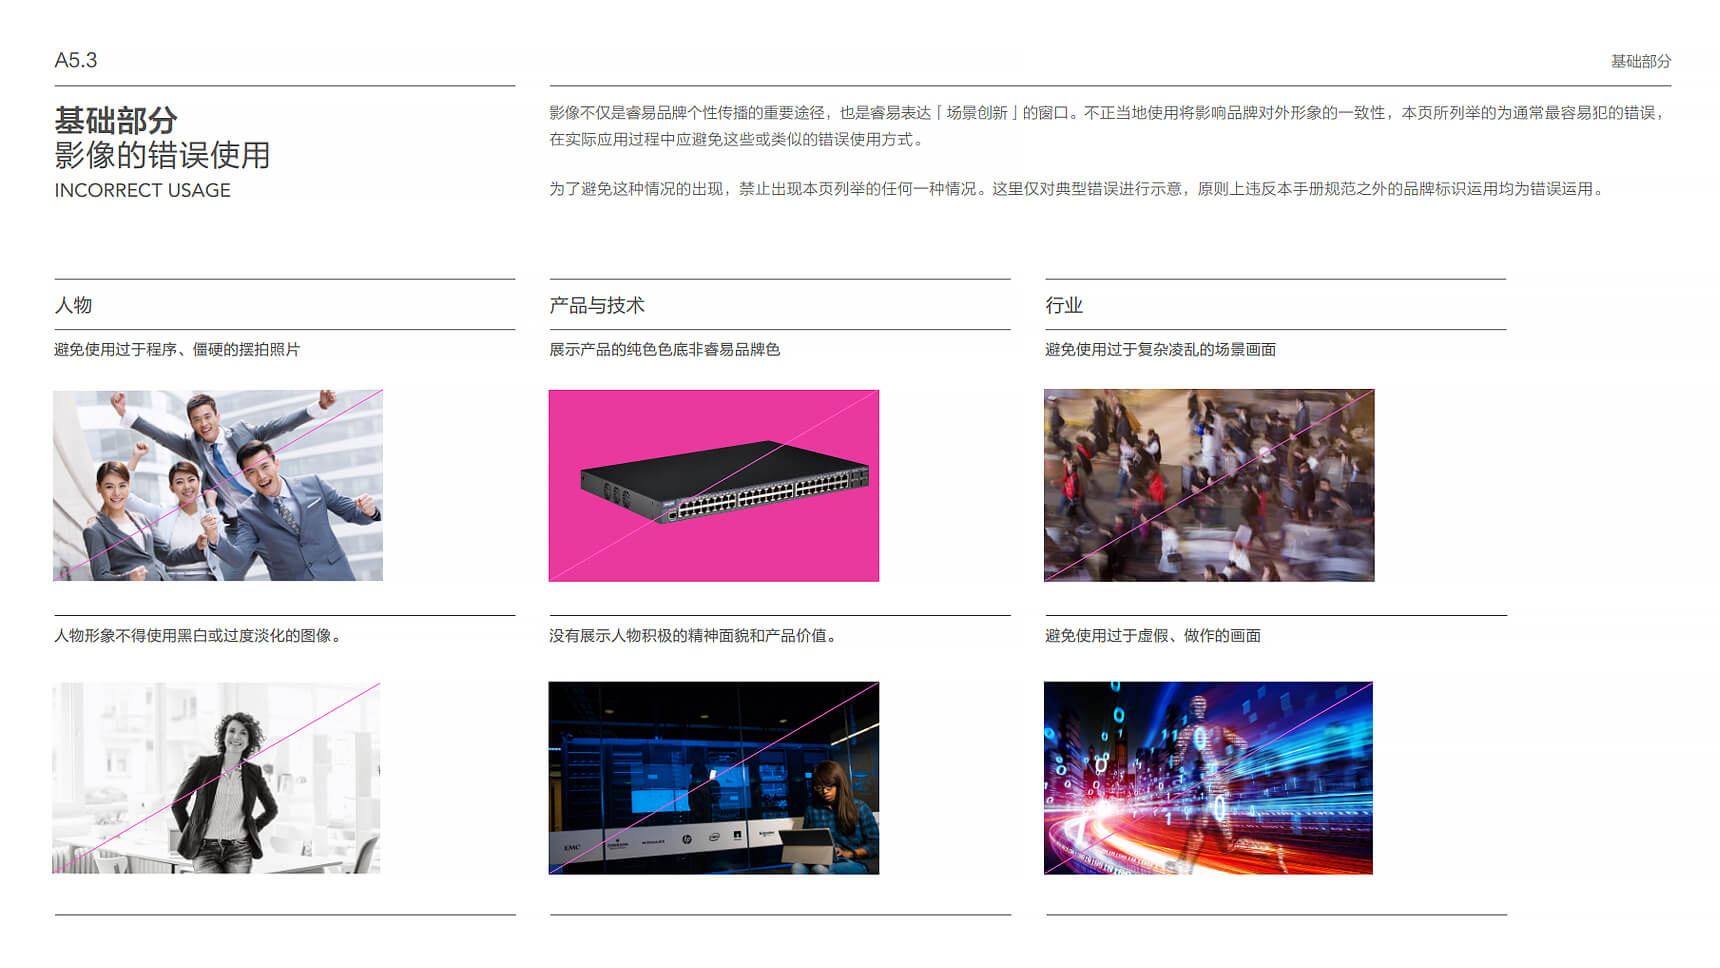 A5.3
基础部分
基础部分
影像的错误使用
INCORRECT USAGE
影像不仅是睿易品牌个性传播的重要途径，也是睿易表达「场景创新」的窗口。不正当地使用将影响品牌对外形象的一致性，本页所列举的为通常最容易犯的错误，
在实际应用过程中应避免这些或类似的错误使用方式。
为了避免这种情况的出现，禁止出现本页列举的任何一种情况。这里仅对典型错误进行示意，原则上违反本手册规范之外的品牌标识运用均为错误运用。
人物
产品与技术
行业
避免使用过于程序、僵硬的摆拍照片
展示产品的纯色色底非睿易品牌色
避免使用过于复杂凌乱的场景画面
人物形象不得使用黑白或过度淡化的图像。
没有展示人物积极的精神面貌和产品价值。
避免使用过于虚假、做作的画面
EMC
hp
intel